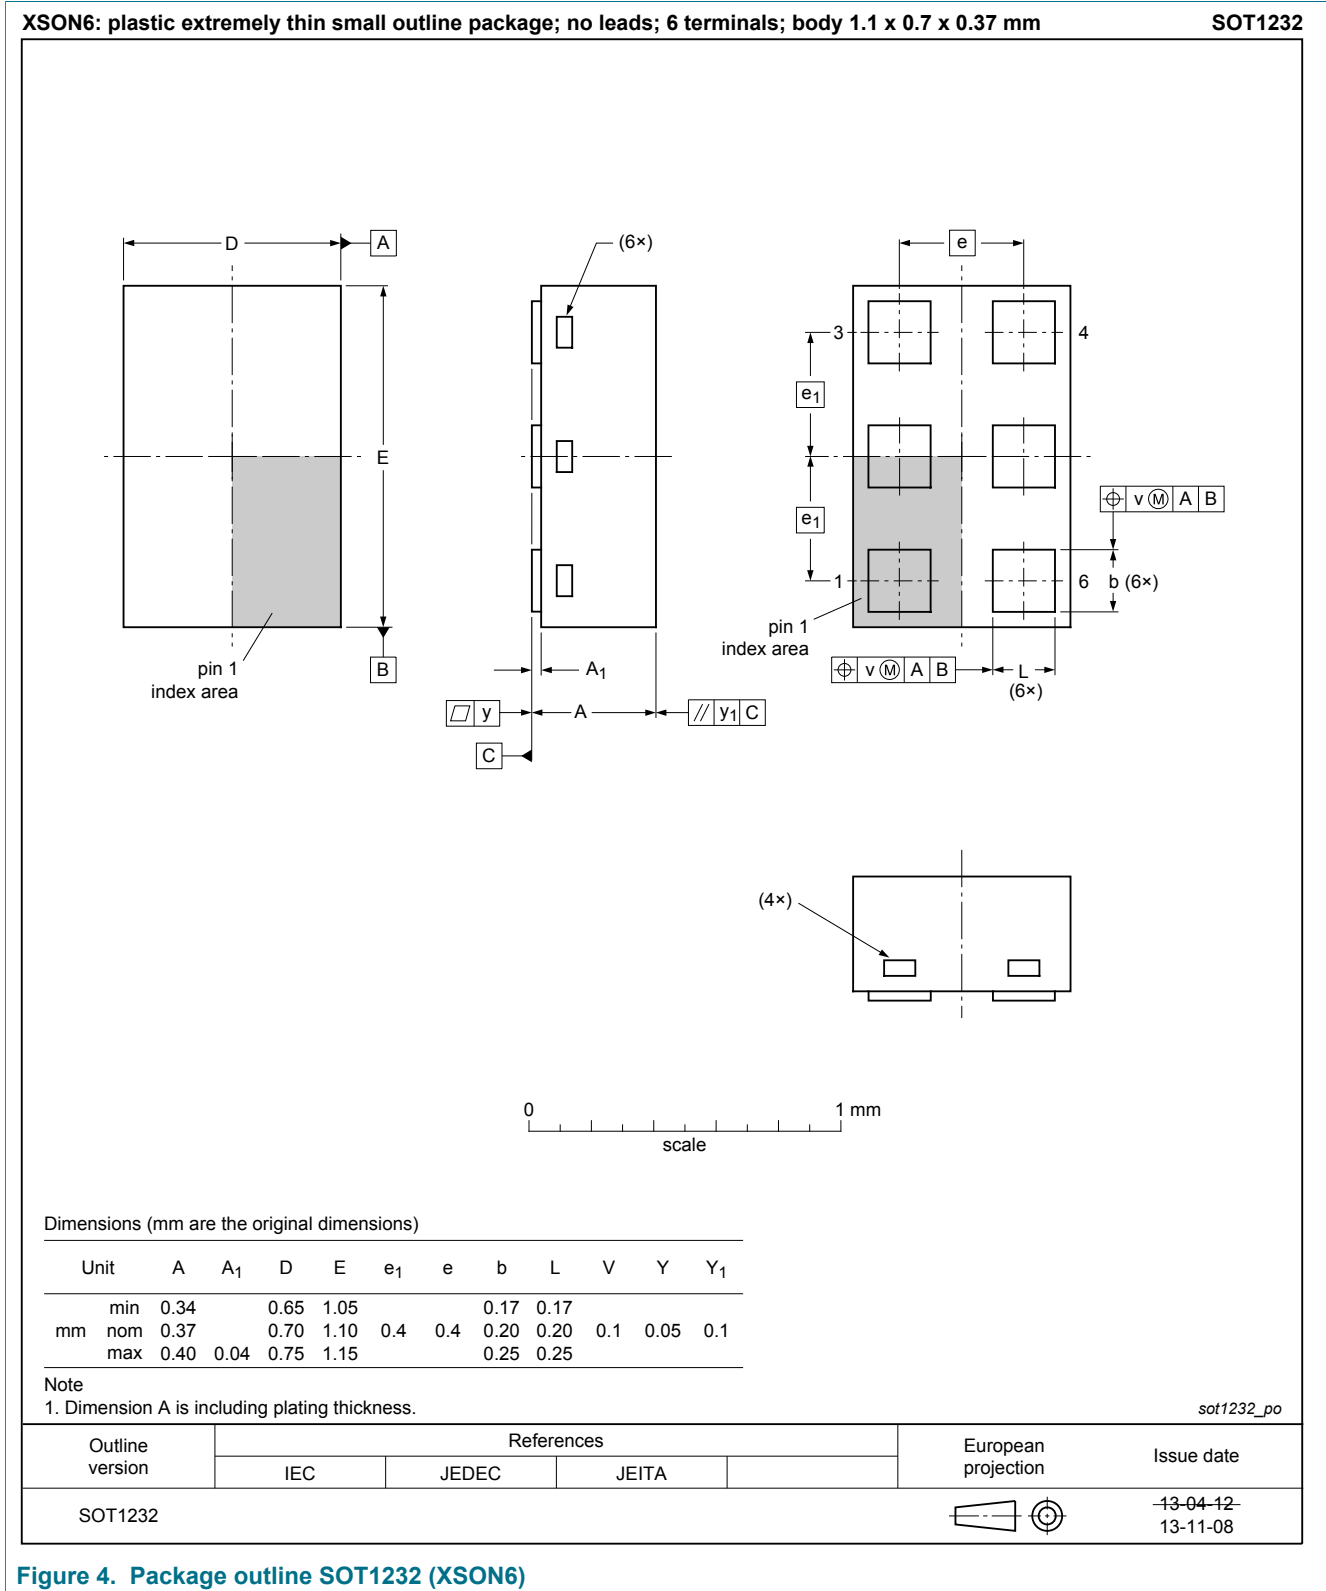 XSON6: plastic extremely thin small outline package; no leads; 6 terminals; body 1.1 x 0.7 x 0.37 mm SOT1232
D A (6×) e
3 4
e1
E
v M A B
e1
1 6 b (6×)
pin 1
index area
pin 1
index area
B A1 v M A B L
(6×)
y A // y1 C
C
(4×)
0 1 mm
scale
Dimensions (mm are the original dimensions)
Unit A A1 D E e1 e b L V Y Y1
min 0.34 0.65 1.05 0.17 0.17
mm nom 0.37 0.70 1.10 0.4 0.4 0.20 0.20 0.1 0.05 0.1
max 0.40 0.04 0.75 1.15 0.25 0.25
Note
1. Dimension A is including plating thickness. sot1232_po
Outline
version
References
IEC JEDEC JEITA
European
projection
Issue date
SOT1232
13-04-12
13-11-08
Figure 4. Package outline SOT1232 (XSON6)